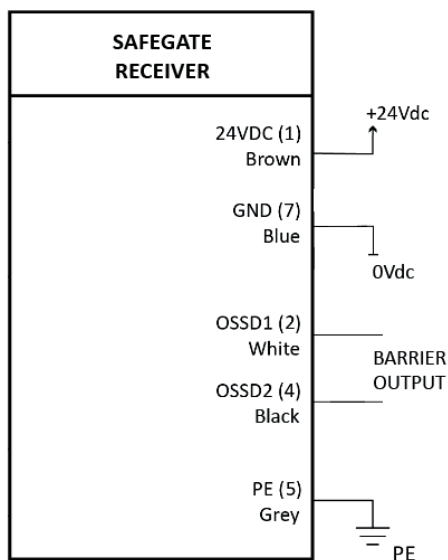 SAFEGATE
RECEIVER
24VDC (1)
Brown
+24Vdc
GND (7)
Blue
0Vdc
OSSD1 (2)
White
BARRIER
OUTPUT
OSSD2 (4)
Black
PE (5)
Grey
PE